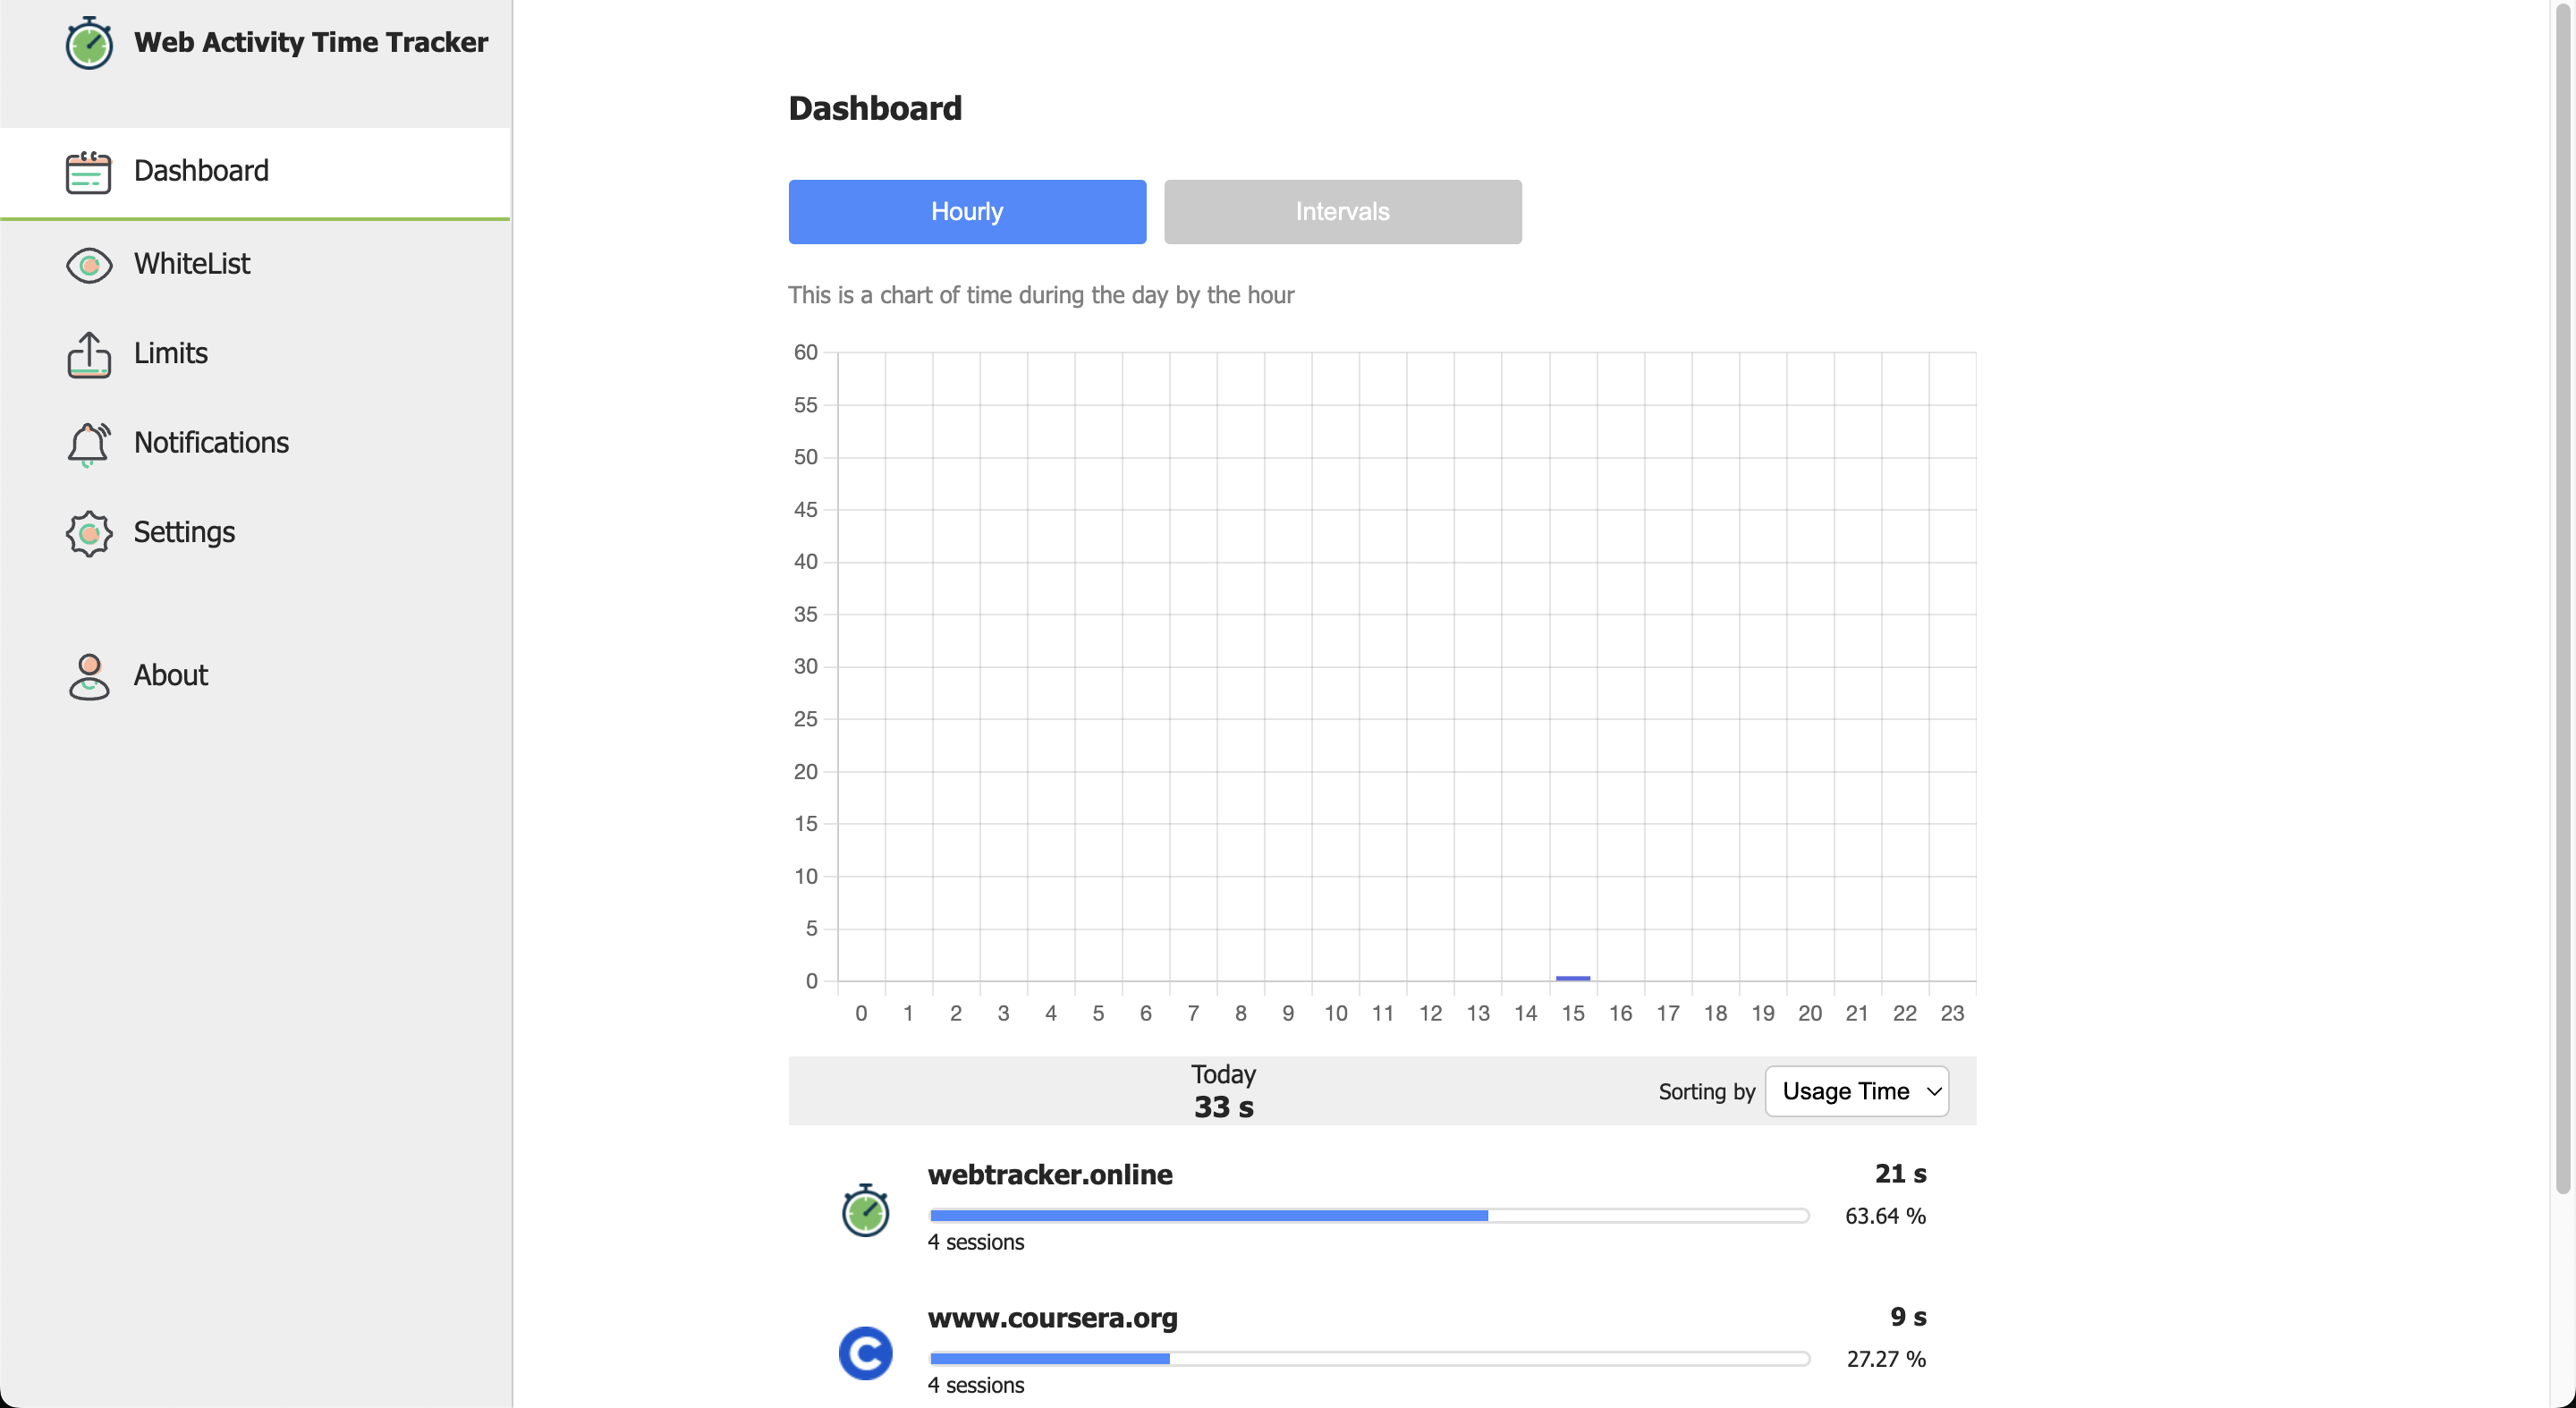 Web Activity Time Tracker
Dashboard
WhiteList
Limits
Notifications
Settings
About
Dashboard
Hourly Intervals
This is a chart of time during the day by the hour
60
55
50
45
40
35
30
25
20
15
10
5
0
0 1 2 3 4 5 6 7 8 9 10 11 12 13 14 15 16 17 18 19 20 21 22 23
Today
33 s
Sorting by Usage Time
webtracker.online 21 s
63.64 %
4 sessions
www.coursera.org 9 s
27.27 %
4 sessions